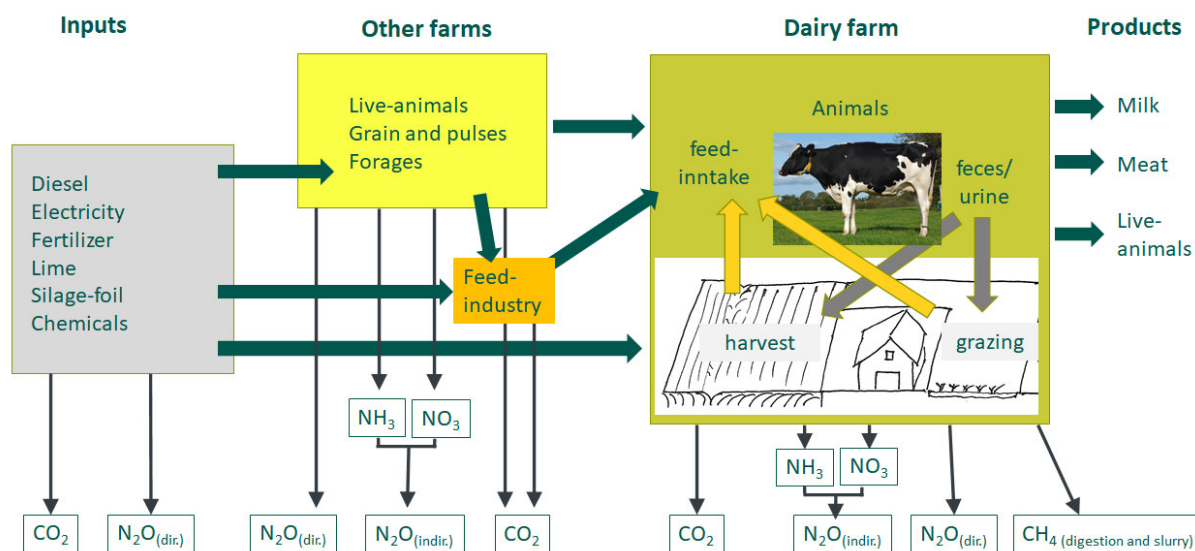 Inputs
Other farms
Dairy farm
Products
Diesel
Electricity
Fertilizer
Lime
Silage-foil
Chemicals
Live-animals
Grain and pulses
Forages
Feed-
industry
Animals
feed-
inntake
feces/
urine
harvest
grazing
Milk
Meat
Live-
animals
NH3
NO3
NH3
NO3
CO2
N2O(dir.)
N2O(dir.)
N2O(indir.)
CO2
CO2
N2O(indir.)
N2O(dir.)
CH4 (digestion and slurry)